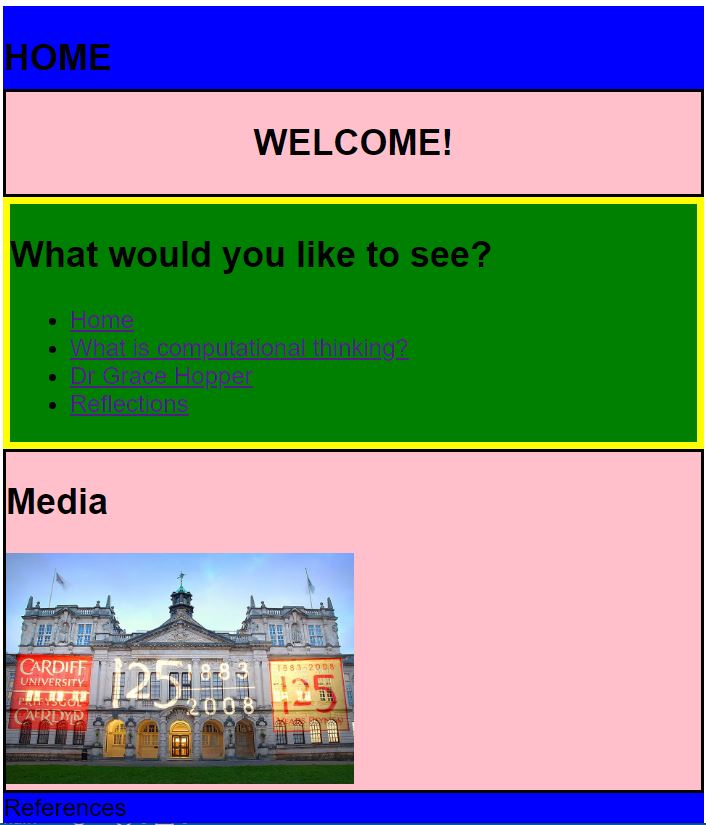 HOME
WELCOME!
What would you like to see?
Home
What is computational thinking?
Dr Grace Hopper
Reflections
Media
CARDIFF
UNIVERSITY
PRIFYSGOL
CAERDYD
125 1883
2008
1883-2008
125
References